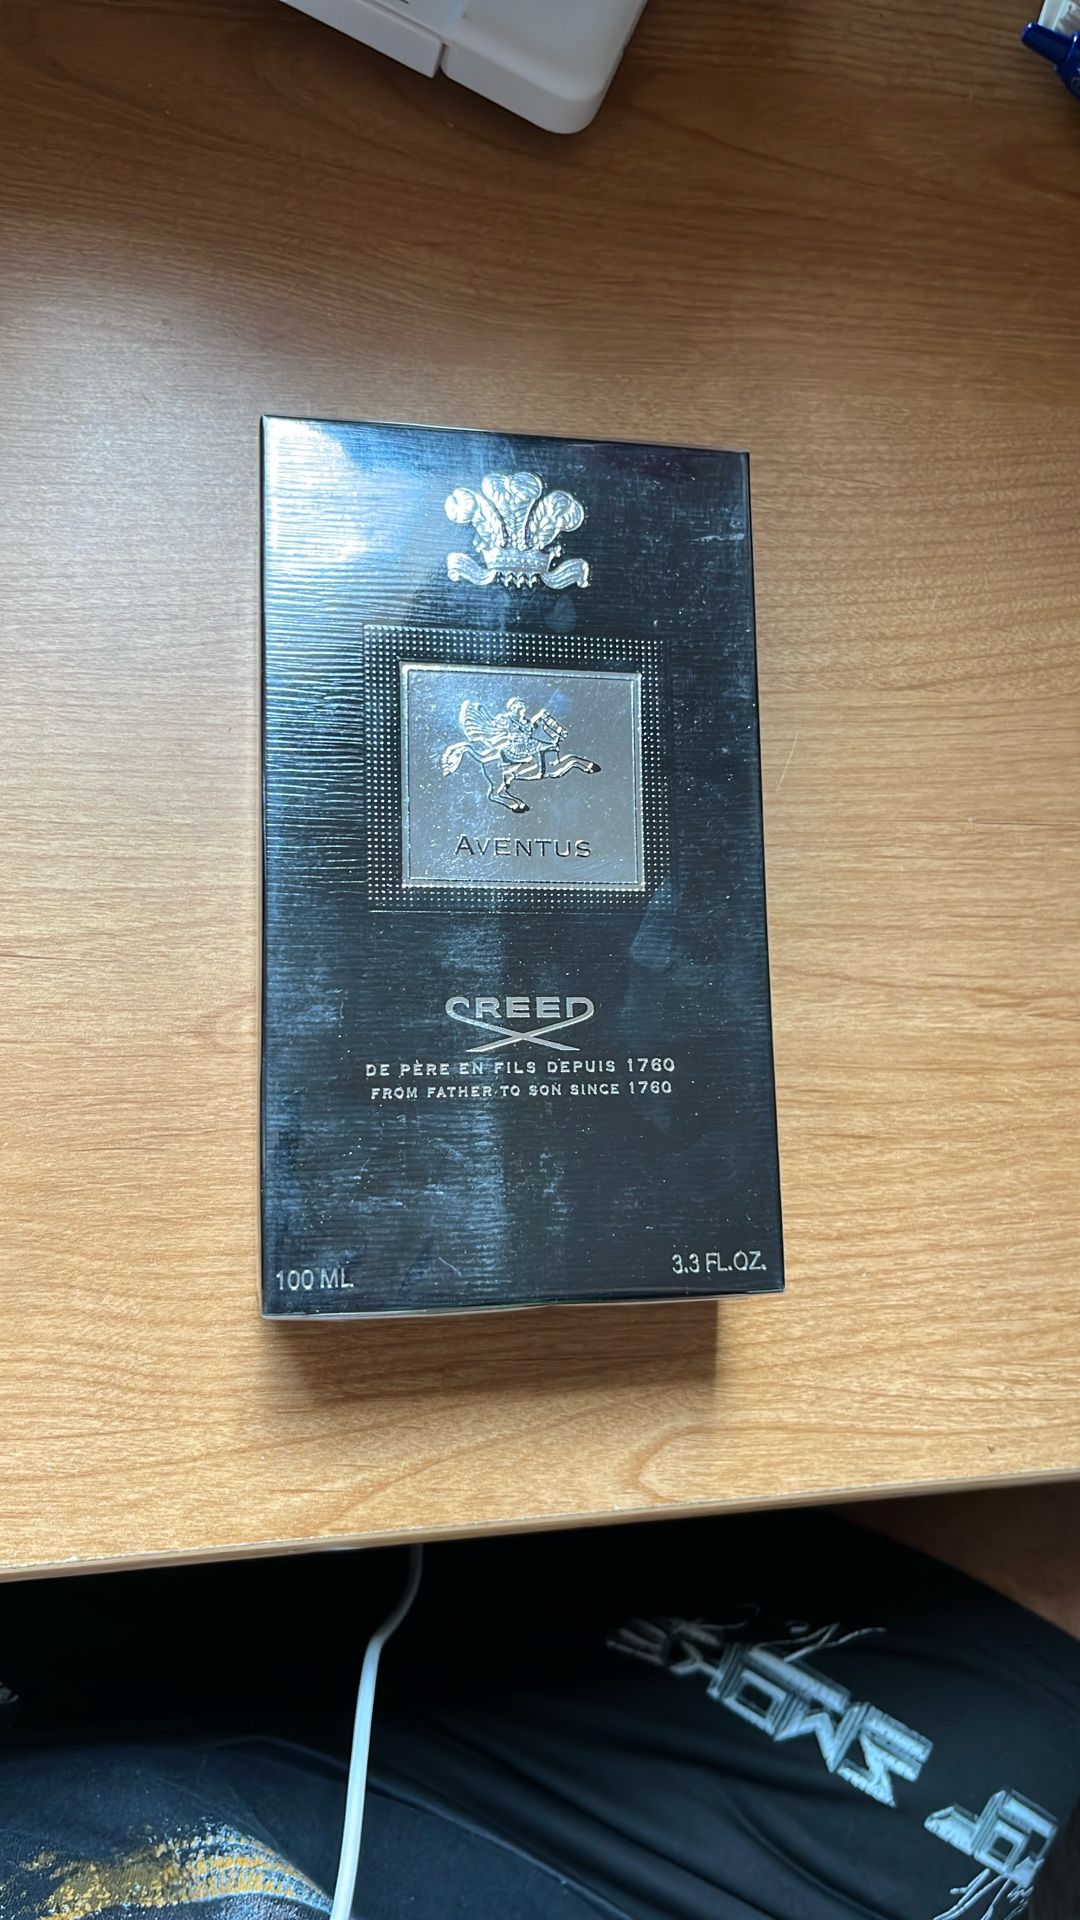 AVENTUS
CREED
DE PÈRE EN FILS DEPUIS 1760
FROM FATHER TO SON SINCE 1760
100 ML
3.3 FL.OZ.